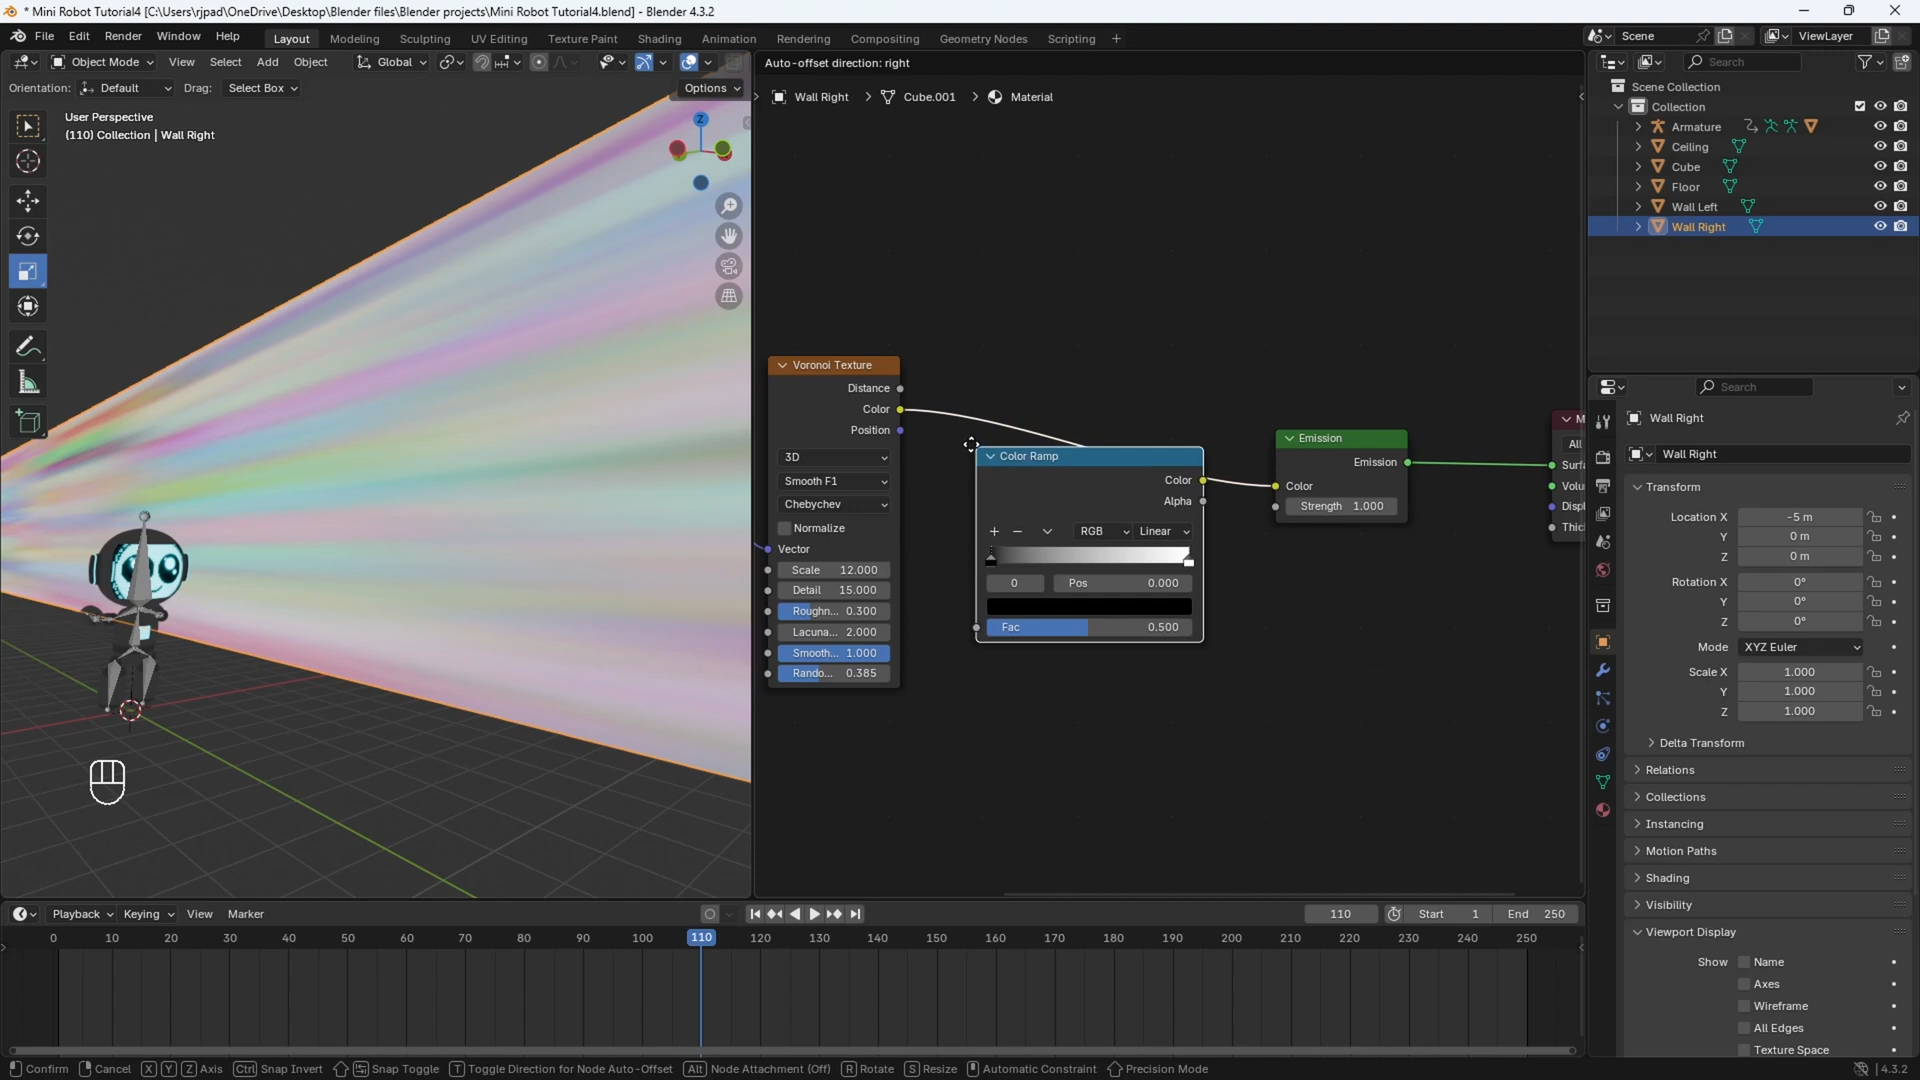 * Mini Robot Tutorial4 [C:\Users\rjpad\OneDrive\Desktop\Blender files\Blender projects\Mini Robot Tutorial4.blend] - Blender 4.3.2
File Edit Render Window Help Layout Modeling Sculpting UV Editing Texture Paint Shading Animation Rendering Compositing Geometry Nodes Scripting + Scene ViewLayer
Object Mode View Select Add Object Global Auto-offset direction: right Search
Orientation: Default Drag: Select Box Options
Wall Right > Cube.001 > Material
User Perspective
(110) Collection | Wall Right
Z
Scene Collection
Collection
Armature
Ceiling
Cube
Floor
Wall Left
Wall Right
Voronoi Texture
Distance
Color
Position
3D
Smooth F1
Chebychev
Normalize
Vector
Scale 12.000
Detail 15.000
Roughn... 0.300
Lacuna... 2.000
Smooth... 1.000
Rando... 0.385
Color Ramp
Color
Alpha
+ − RGB Linear
0 Pos 0.000
Fac 0.500
Emission
Emission
Color
Strength 1.000
M
All
Surfa
Volu
Displ
Thic
Search
Wall Right
Wall Right
Transform
Location X -5 m
Y 0 m
Z 0 m
Rotation X 0°
Y 0°
Z 0°
Mode XYZ Euler
Scale X 1.000
Y 1.000
Z 1.000
Delta Transform
Relations
Collections
Instancing
Motion Paths
Shading
Visibility
Viewport Display
Show Name
Axes
Wireframe
All Edges
Texture Space
Playback Keying View Marker 110 Start 1 End 250
0 10 20 30 40 50 60 70 80 90 100 110 120 130 140 150 160 170 180 190 200 210 220 230 240 250
Confirm Cancel X Y Z Axis Ctrl Snap Invert Snap Toggle T Toggle Direction for Node Auto-Offset Alt Node Attachment (Off) R Rotate S Resize Automatic Constraint Precision Mode 4.3.2